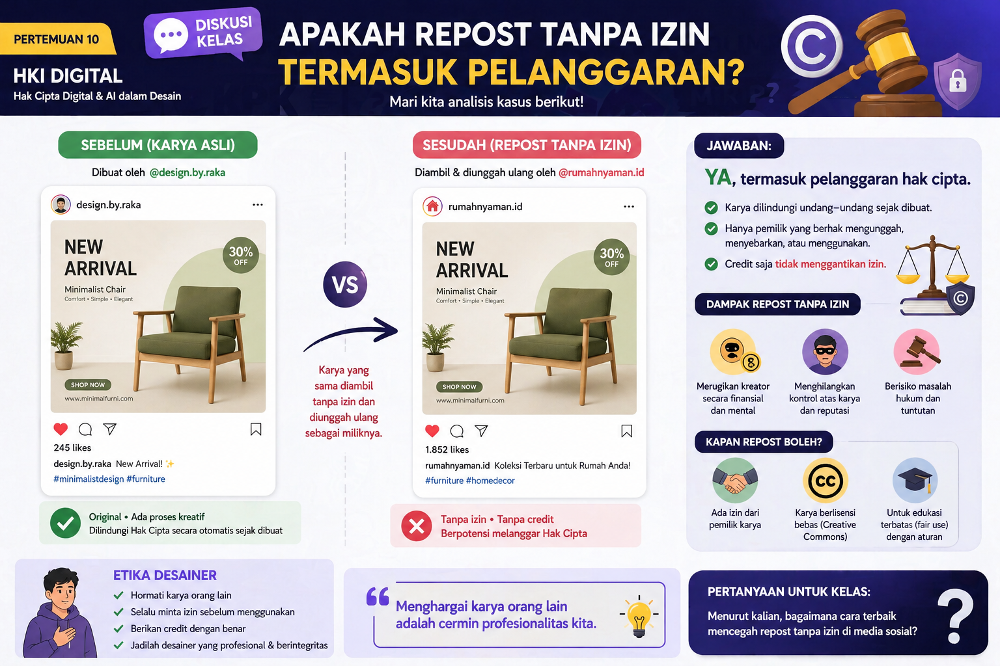 PERTEMUAN 10
HKI DIGITAL
Hak Cipta Digital & AI dalam Desain
DISKUSI
KELAS
APAKAH REPOST TANPA IZIN
TERMASUK PELANGGARAN?
Mari kita analisis kasus berikut!
SEBELUM (KARYA ASLI)
Dibuat oleh @design.by.raka
design.by.raka
NEW
ARRIVAL
30%
OFF
Minimalist Chair
Comfort • Simple • Elegant
SHOP NOW
www.minimalfurni.com
245 likes
design.by.raka New Arrival! ✨
#minimalistdesign #furniture
Original • Ada proses kreatif
Dilindungi Hak Cipta secara otomatis sejak dibuat
VS
Karya yang
sama diambil
tanpa izin dan
diunggah ulang
sebagai miliknya.
SESUDAH (REPOST TANPA IZIN)
Diambil & diunggah ulang oleh @rumahnyaman.id
rumahnyaman.id
NEW
ARRIVAL
30%
OFF
Minimalist Chair
Comfort • Simple • Elegant
SHOP NOW
www.minimalfurni.com
1.852 likes
rumahnyaman.id Koleksi Terbaru untuk Rumah Anda!
#furniture #homedecor
Tanpa izin • Tanpa credit
Berpotensi melanggar Hak Cipta
JAWABAN:
YA, termasuk pelanggaran hak cipta.
Karya dilindungi undang-undang sejak dibuat.
Hanya pemilik yang berhak mengunggah,
menyebarkan, atau menggunakan.
Credit saja tidak menggantikan izin.
DAMPAK REPOST TANPA IZIN
Merugikan kreator
secara finansial
dan mental
Menghilangkan
kontrol atas karya
dan reputasi
Berisiko masalah
hukum dan
tuntutan
KAPAN REPOST BOLEH?
Ada izin dari
pemilik karya
CC
Karya berlisensi
bebas (Creative
Commons)
Untuk edukasi
terbatas (fair use)
dengan aturan
ETIKA DESAINER
Hormati karya orang lain
Selalu minta izin sebelum menggunakan
Berikan credit dengan benar
Jadilah desainer yang profesional & berintegritas
“Menghargai karya orang lain
adalah cermin profesionalitas kita.
PERTANYAAN UNTUK KELAS:
Menurut kalian, bagaimana cara terbaik
mencegah repost tanpa izin di media sosial?
?